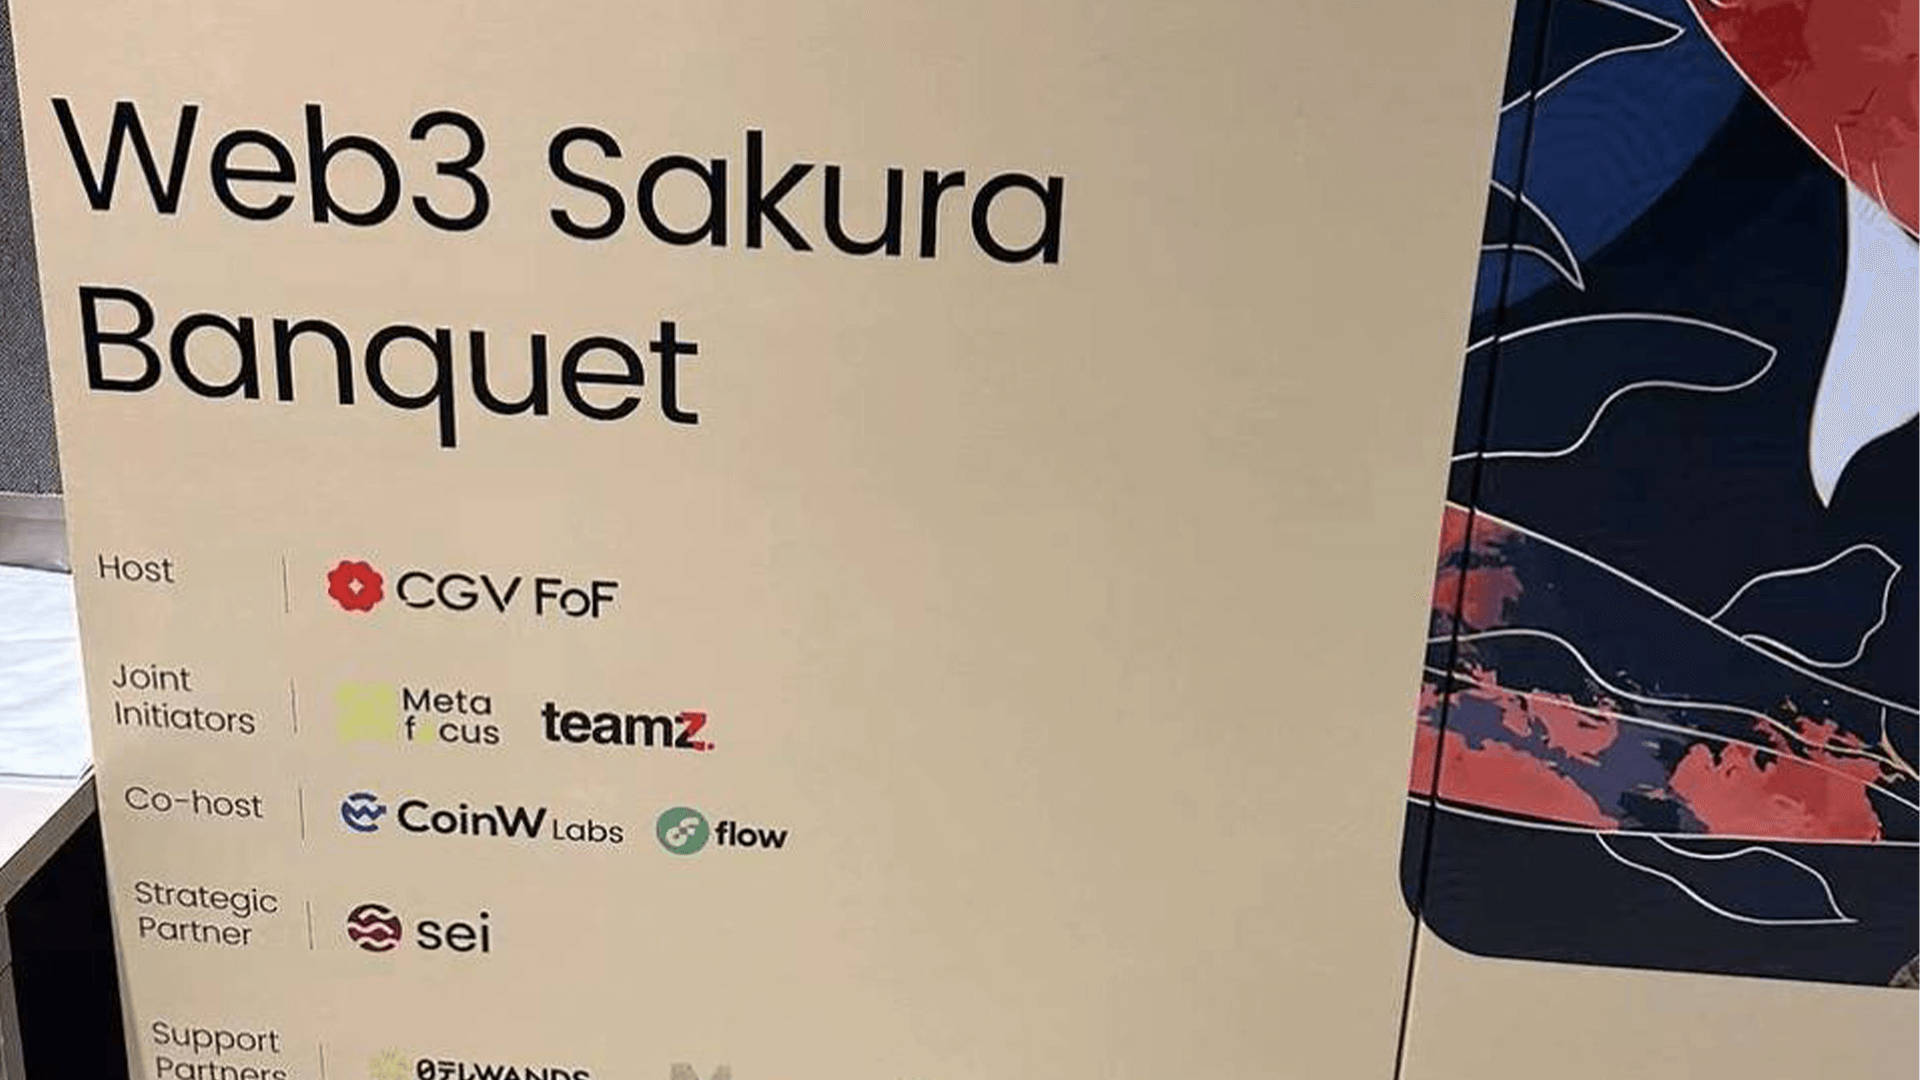 Web3 Sakura
Banquet
Host
CGV FoF
Joint
Initiators
Meta
focus
teamz.
Co-host
CoinW Labs
flow
Strategic
Partner
sei
Support
Partners